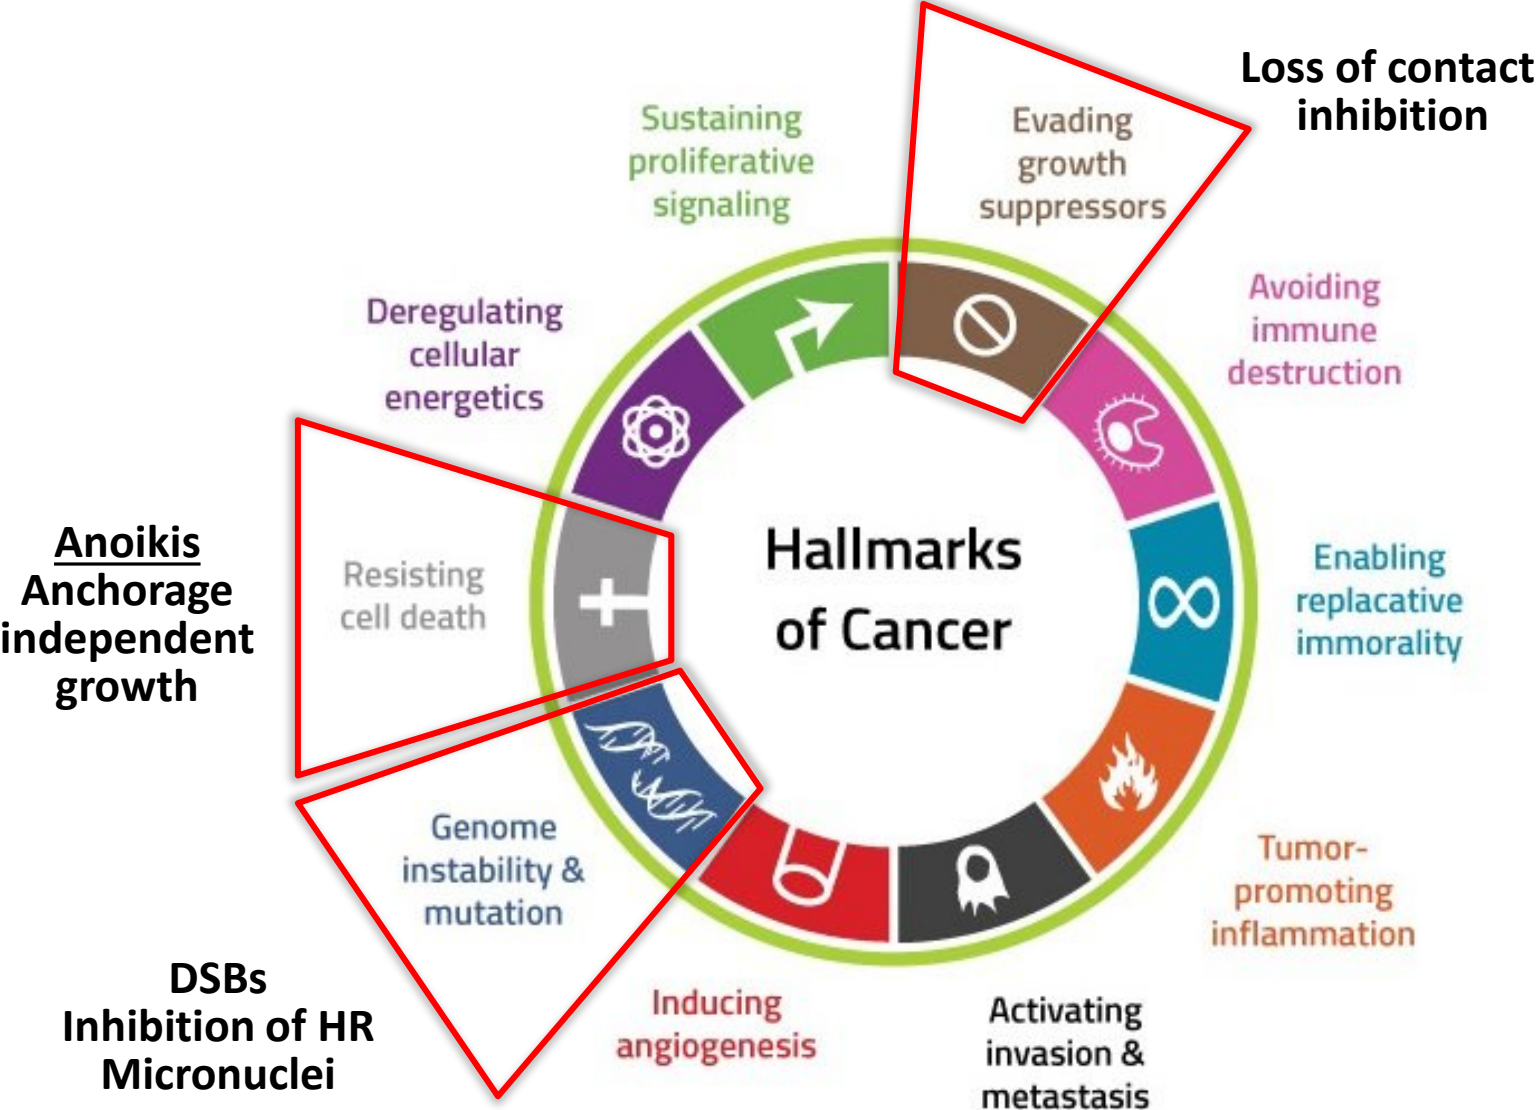 Loss of contact
inhibition
Sustaining
proliferative
signaling
Evading
growth
suppressors
Deregulating
cellular
energetics
Avoiding
immune
destruction
Anoikis
Anchorage
independent
growth
Resisting
cell death
Hallmarks
of Cancer
Enabling
replacative
immorality
Genome
instability &
mutation
Tumor-
promoting
inflammation
DSBs
Inhibition of HR
Micronuclei
Inducing
angiogenesis
Activating
invasion &
metastasis